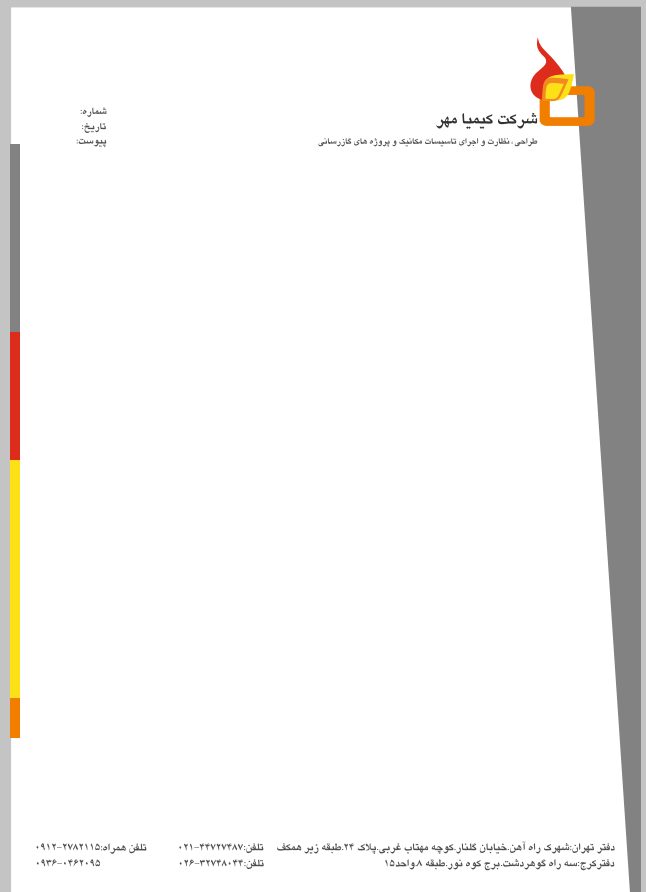 شماره:
تاریخ:
پیوست:
شرکت کیمیا مهر
طراحی، نظارت و اجرای تاسیسات مکانیک و پروژه های گازرسانی
دفتر تهران:شهرک راه آهن.خیابان گلنار.کوچه مهتاب غربی.پلاک ۲۴.طبقه زیر همکف تلفن:۴۴۷۲۷۴۸۷-۰۲۱ تلفن همراه:۲۷۸۲۱۱۵-۰۹۱۲
دفترکرج:سه راه گوهردشت.برج کوه نور.طبقه ۸.واحد۱۵ تلفن:۳۲۷۴۸۰۴۴-۰۲۶ ۰۴۶۲۰۹۵-۰۹۳۶